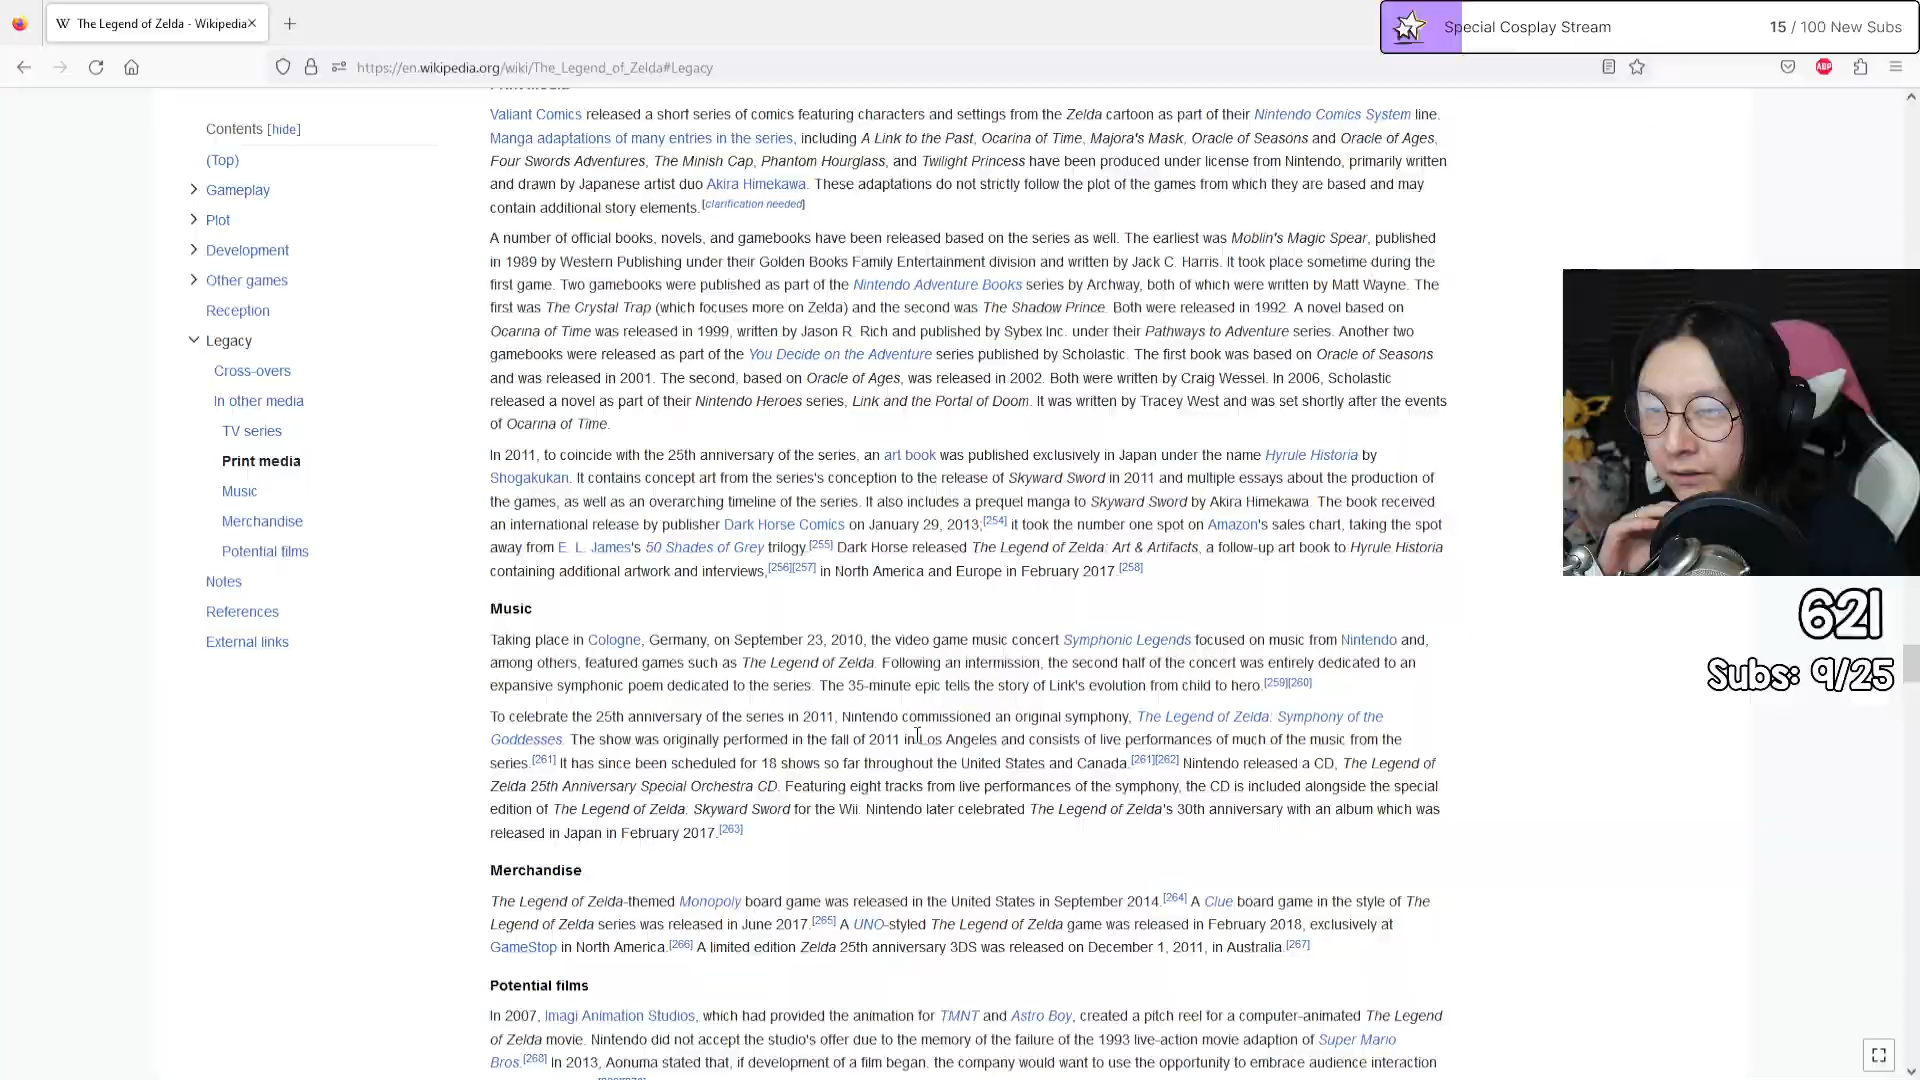 The Legend of Zelda - Wikipedia
Special Cosplay Stream
15 / 100 New Subs
https://en.wikipedia.org/wiki/The_Legend_of_Zelda#Legacy
ABP
Contents [hide]
(Top)
Gameplay
Plot
Development
Other games
Reception
Legacy
Cross-overs
In other media
TV series
Print media
Music
Merchandise
Potential films
Notes
References
External links
Valiant Comics released a short series of comics featuring characters and settings from the Zelda cartoon as part of their Nintendo Comics System line.
Manga adaptations of many entries in the series, including A Link to the Past, Ocarina of Time, Majora's Mask, Oracle of Seasons and Oracle of Ages,
Four Swords Adventures, The Minish Cap, Phantom Hourglass, and Twilight Princess have been produced under license from Nintendo, primarily written
and drawn by Japanese artist duo Akira Himekawa. These adaptations do not strictly follow the plot of the games from which they are based and may
contain additional story elements.[clarification needed]
A number of official books, novels, and gamebooks have been released based on the series as well. The earliest was Moblin's Magic Spear, published
in 1989 by Western Publishing under their Golden Books Family Entertainment division and written by Jack C. Harris. It took place sometime during the
first game. Two gamebooks were published as part of the Nintendo Adventure Books series by Archway, both of which were written by Matt Wayne. The
first was The Crystal Trap (which focuses more on Zelda) and the second was The Shadow Prince. Both were released in 1992. A novel based on
Ocarina of Time was released in 1999, written by Jason R. Rich and published by Sybex Inc. under their Pathways to Adventure series. Another two
gamebooks were released as part of the You Decide on the Adventure series published by Scholastic. The first book was based on Oracle of Seasons
and was released in 2001. The second, based on Oracle of Ages, was released in 2002. Both were written by Craig Wessel. In 2006, Scholastic
released a novel as part of their Nintendo Heroes series, Link and the Portal of Doom. It was written by Tracey West and was set shortly after the events
of Ocarina of Time.
In 2011, to coincide with the 25th anniversary of the series, an art book was published exclusively in Japan under the name Hyrule Historia by
Shogakukan. It contains concept art from the series's conception to the release of Skyward Sword in 2011 and multiple essays about the production of
the games, as well as an overarching timeline of the series. It also includes a prequel manga to Skyward Sword by Akira Himekawa. The book received
an international release by publisher Dark Horse Comics on January 29, 2013;[254] it took the number one spot on Amazon's sales chart, taking the spot
away from E. L. James's 50 Shades of Grey trilogy.[255] Dark Horse released The Legend of Zelda: Art & Artifacts, a follow-up art book to Hyrule Historia
containing additional artwork and interviews,[256][257] in North America and Europe in February 2017.[258]
Music
Taking place in Cologne, Germany, on September 23, 2010, the video game music concert Symphonic Legends focused on music from Nintendo and,
among others, featured games such as The Legend of Zelda. Following an intermission, the second half of the concert was entirely dedicated to an
expansive symphonic poem dedicated to the series. The 35-minute epic tells the story of Link's evolution from child to hero.[259][260]
To celebrate the 25th anniversary of the series in 2011, Nintendo commissioned an original symphony, The Legend of Zelda: Symphony of the
Goddesses. The show was originally performed in the fall of 2011 in Los Angeles and consists of live performances of much of the music from the
series.[261] It has since been scheduled for 18 shows so far throughout the United States and Canada.[261][262] Nintendo released a CD, The Legend of
Zelda 25th Anniversary Special Orchestra CD. Featuring eight tracks from live performances of the symphony, the CD is included alongside the special
edition of The Legend of Zelda: Skyward Sword for the Wii. Nintendo later celebrated The Legend of Zelda's 30th anniversary with an album which was
released in Japan in February 2017.[263]
Merchandise
The Legend of Zelda-themed Monopoly board game was released in the United States in September 2014.[264] A Clue board game in the style of The
Legend of Zelda series was released in June 2017.[265] A UNO-styled The Legend of Zelda game was released in February 2018, exclusively at
GameStop in North America.[266] A limited edition Zelda 25th anniversary 3DS was released on December 1, 2011, in Australia.[267]
Potential films
In 2007, Imagi Animation Studios, which had provided the animation for TMNT and Astro Boy, created a pitch reel for a computer-animated The Legend
of Zelda movie. Nintendo did not accept the studio's offer due to the memory of the failure of the 1993 live-action movie adaption of Super Mario
Bros.[268] In 2013, Aonuma stated that, if development of a film began, the company would want to use the opportunity to embrace audience interaction
621
Subs: 9/25